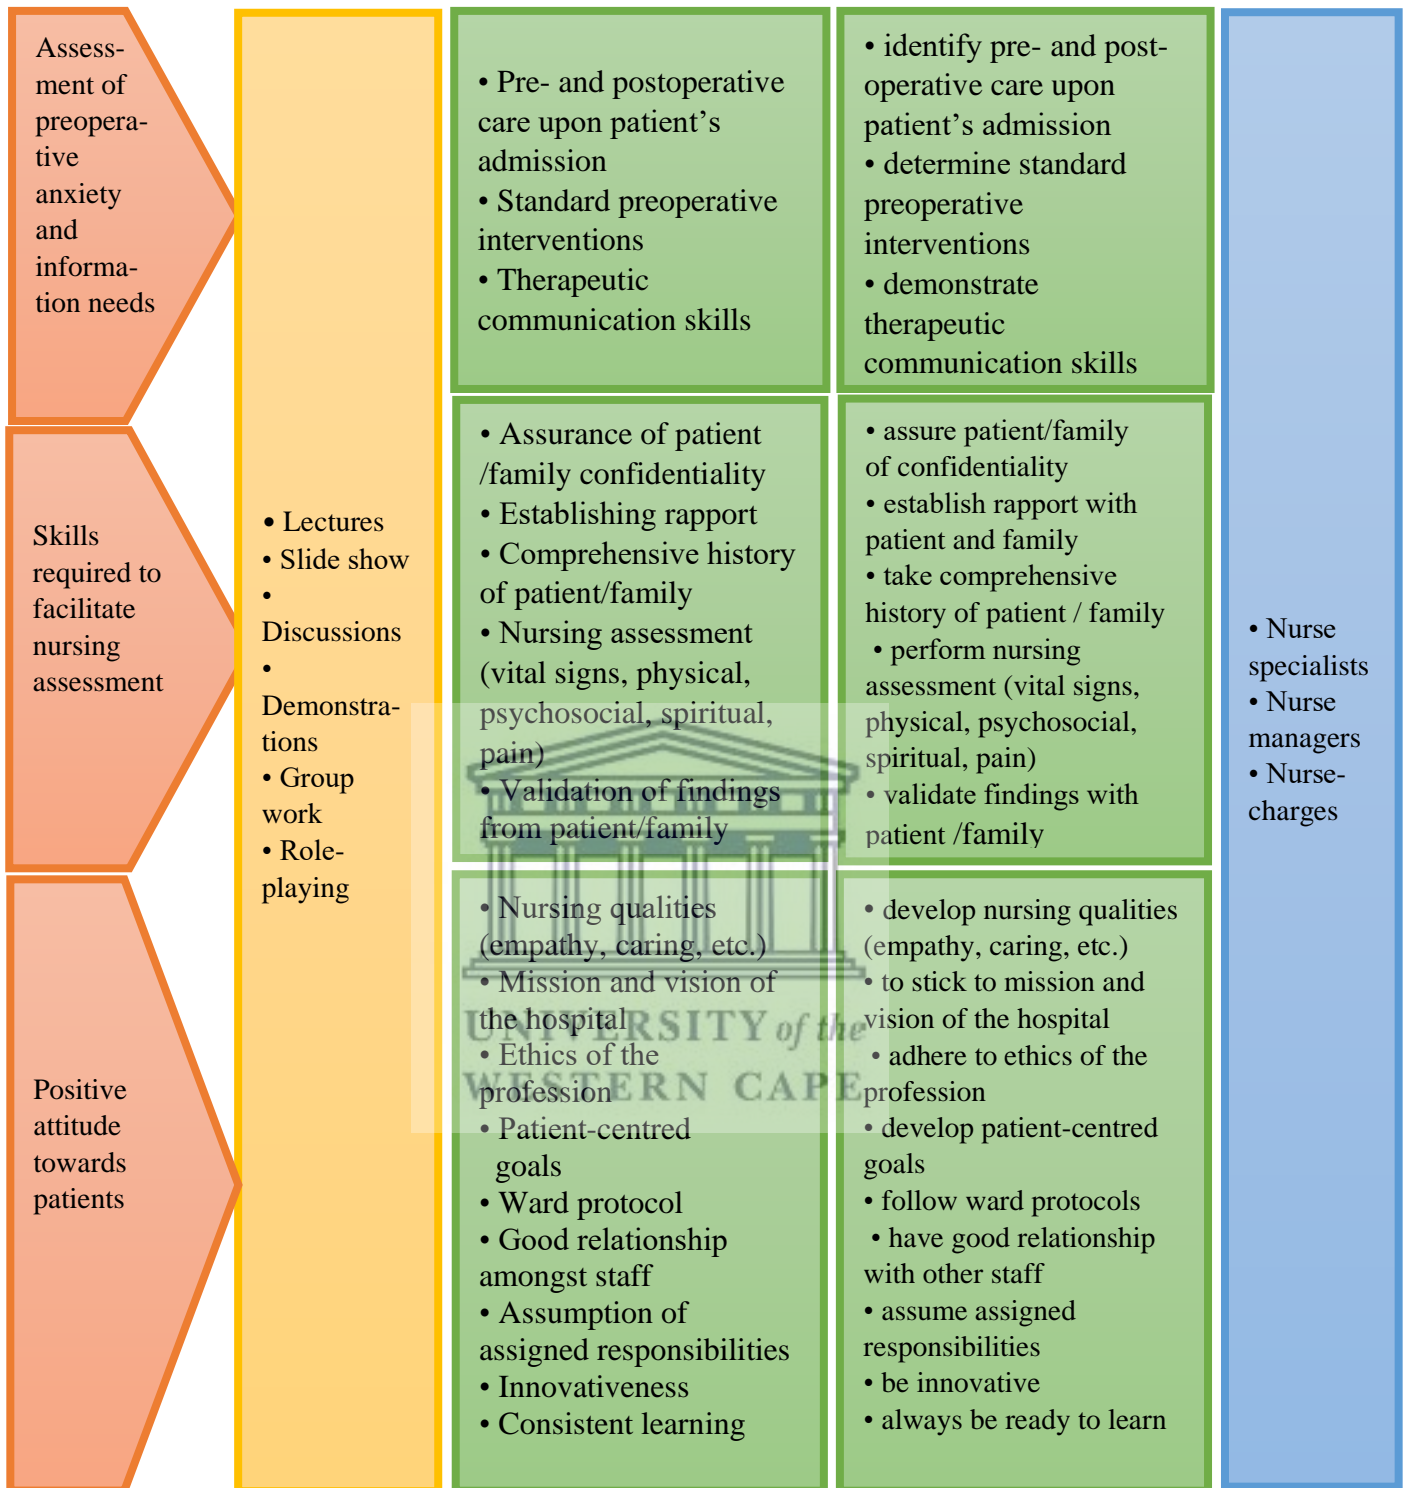 Assess-
ment of
preopera-
tive
anxiety
and
informa-
tion needs
Skills
required to
facilitate
nursing
assessment
Positive
attitude
towards
patients
• Lectures
• Slide show
•
Discussions
•
Demonstra-
tions
• Group
work
• Role-
playing
• Pre- and postoperative
care upon patient’s
admission
• Standard preoperative
interventions
• Therapeutic
communication skills
• Assurance of patient
/family confidentiality
• Establishing rapport
• Comprehensive history
of patient/family
• Nursing assessment
(vital signs, physical,
psychosocial, spiritual,
pain)
• Validation of findings
from patient/family
• Nursing qualities
(empathy, caring, etc.)
• Mission and vision of
the hospital
• Ethics of the
profession
• Patient-centred
goals
• Ward protocol
• Good relationship
amongst staff
• Assumption of
assigned responsibilities
• Innovativeness
• Consistent learning
• identify pre- and post-
operative care upon
patient’s admission
• determine standard
preoperative
interventions
• demonstrate
therapeutic
communication skills
• assure patient/family
of confidentiality
• establish rapport with
patient and family
• take comprehensive
history of patient / family
• perform nursing
assessment (vital signs,
physical, psychosocial,
spiritual, pain)
• validate findings with
patient /family
• develop nursing qualities
(empathy, caring, etc.)
• to stick to mission and
vision of the hospital
• adhere to ethics of the
profession
• develop patient-centred
goals
• follow ward protocols
• have good relationship
with other staff
• assume assigned
responsibilities
• be innovative
• always be ready to learn
• Nurse
specialists
• Nurse
managers
• Nurse-
charges
UNIVERSITY of the
WESTERN CAPE